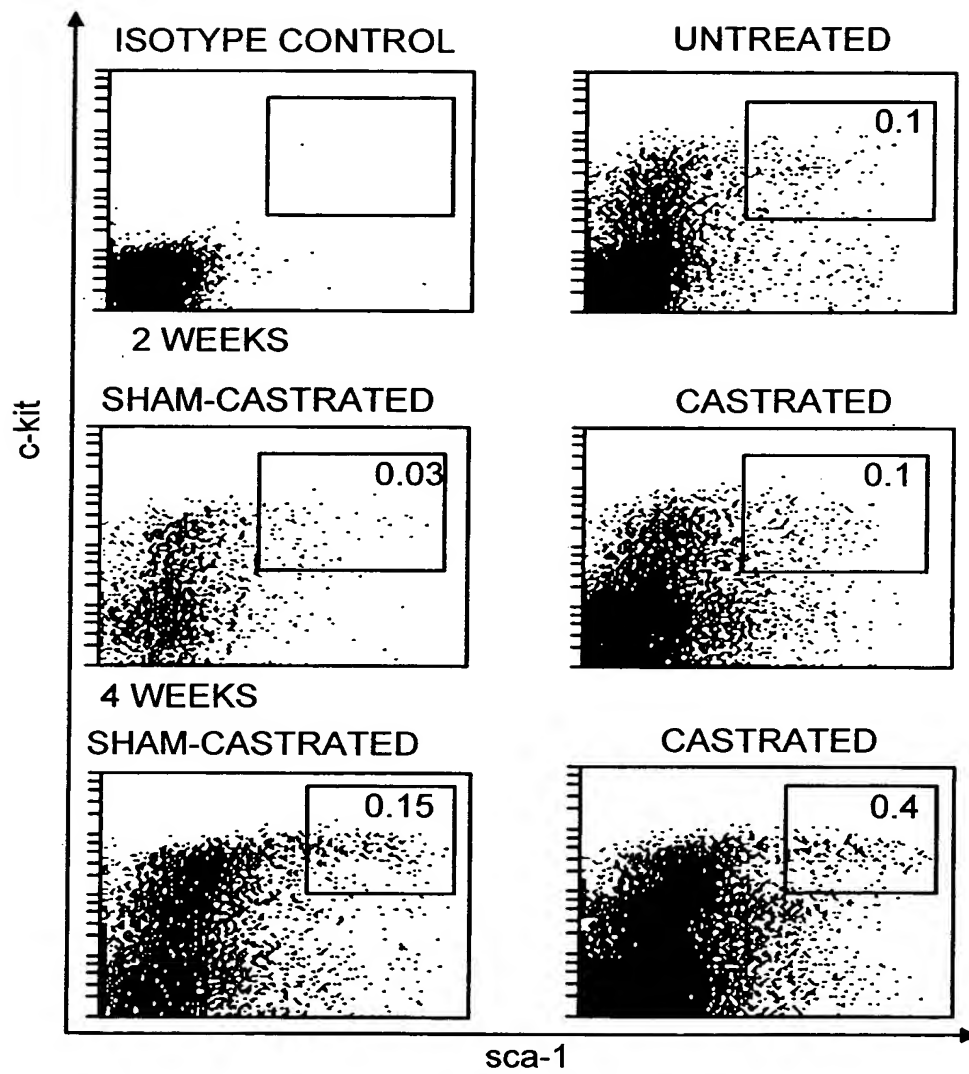 ISOTYPE CONTROL
UNTREATED
0.1
2 WEEKS
SHAM-CASTRATED
CASTRATED
0.03
0.1
4 WEEKS
SHAM-CASTRATED
CASTRATED
0.15
0.4
c-kit
sca-1